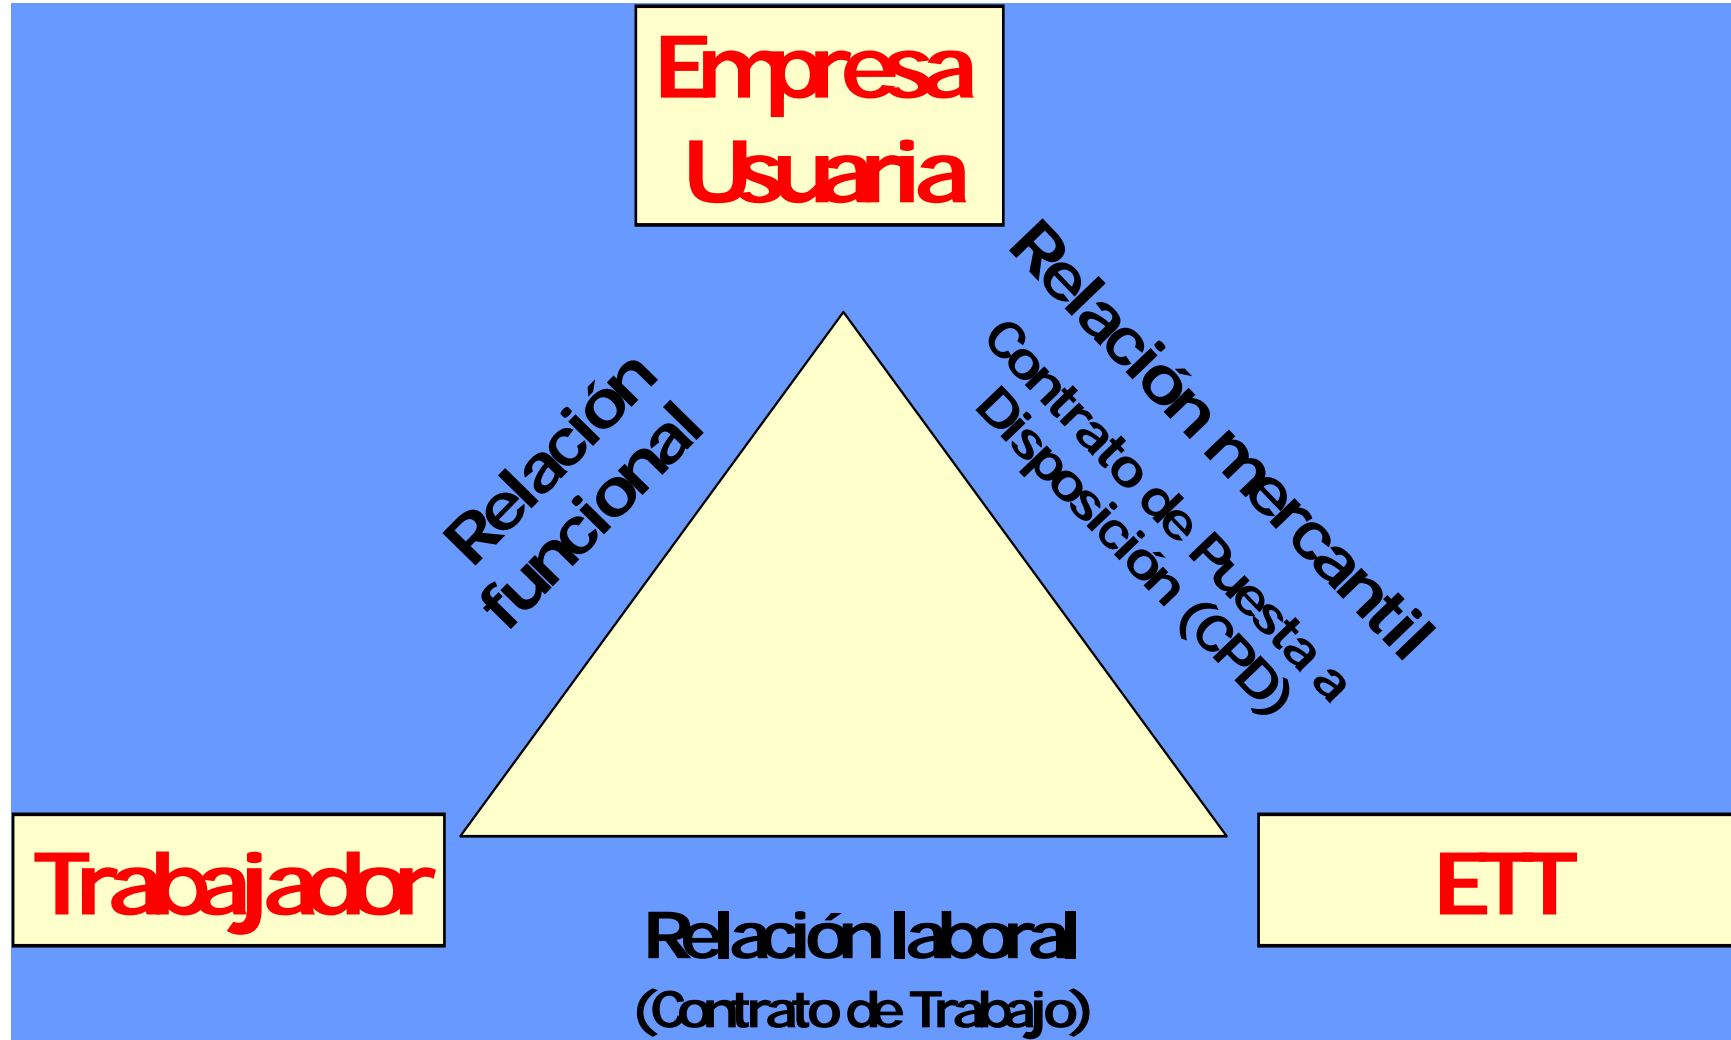 Empresa
Usuaria
Relación mercantil
Contrato de Puesta a
Disposición (CPD)
Relación
funcional
Trabajador
ETT
Relación laboral
(Contrato de Trabajo)